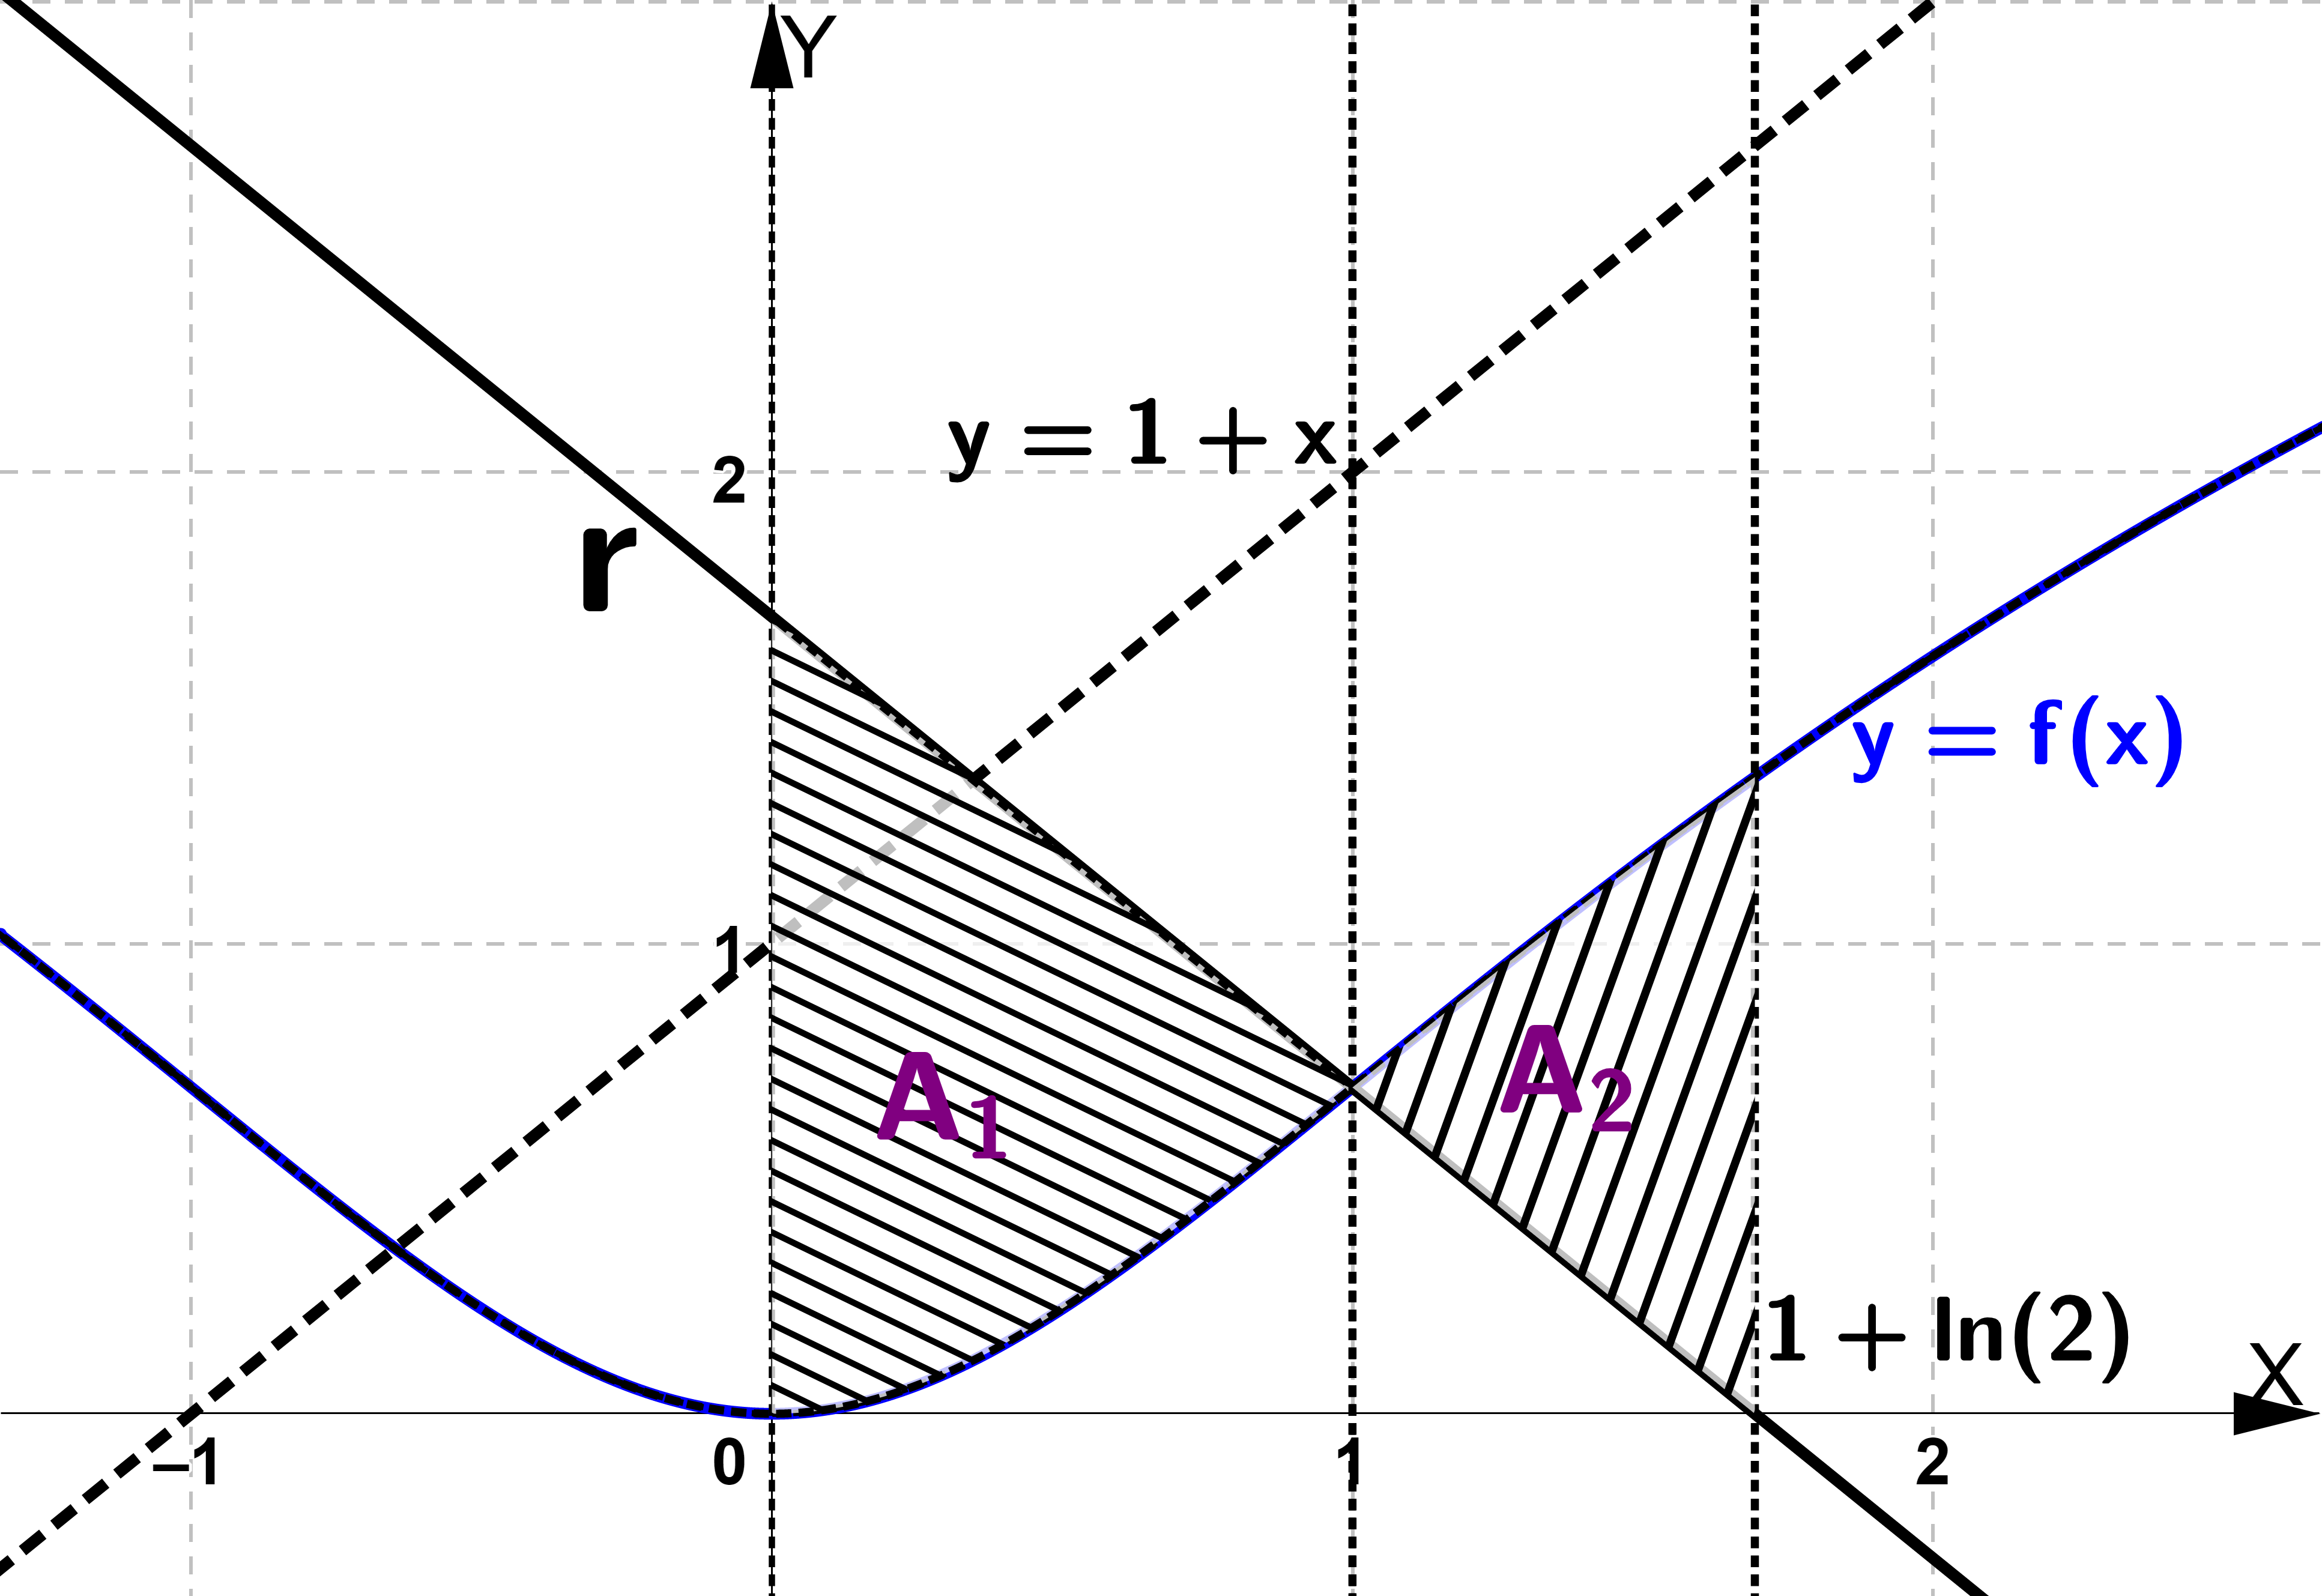 Y
y = 1 + x
2
r
y = f(x)
1
A1
A2
1 + ln(2)
X
–1
0
1
2